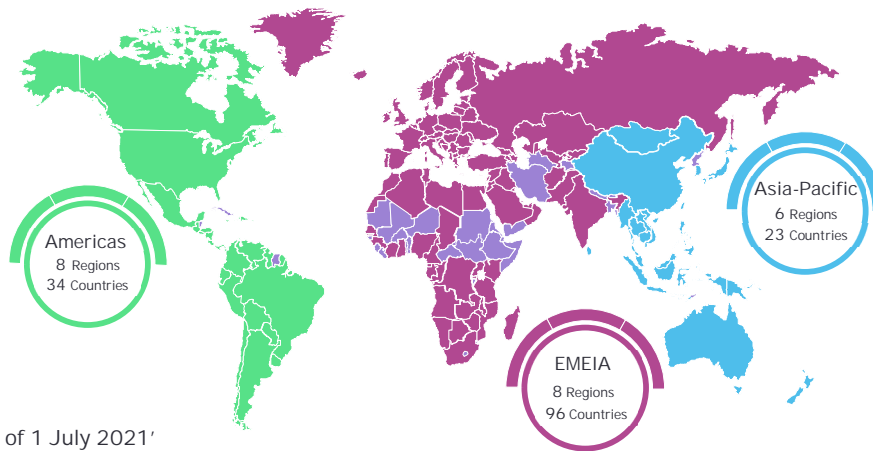 Asia-Pacific
6 Regions
23 Countries
Americas
8 Regions
34 Countries
EMEIA
8 Regions
96 Countries
of 1 July 2021′